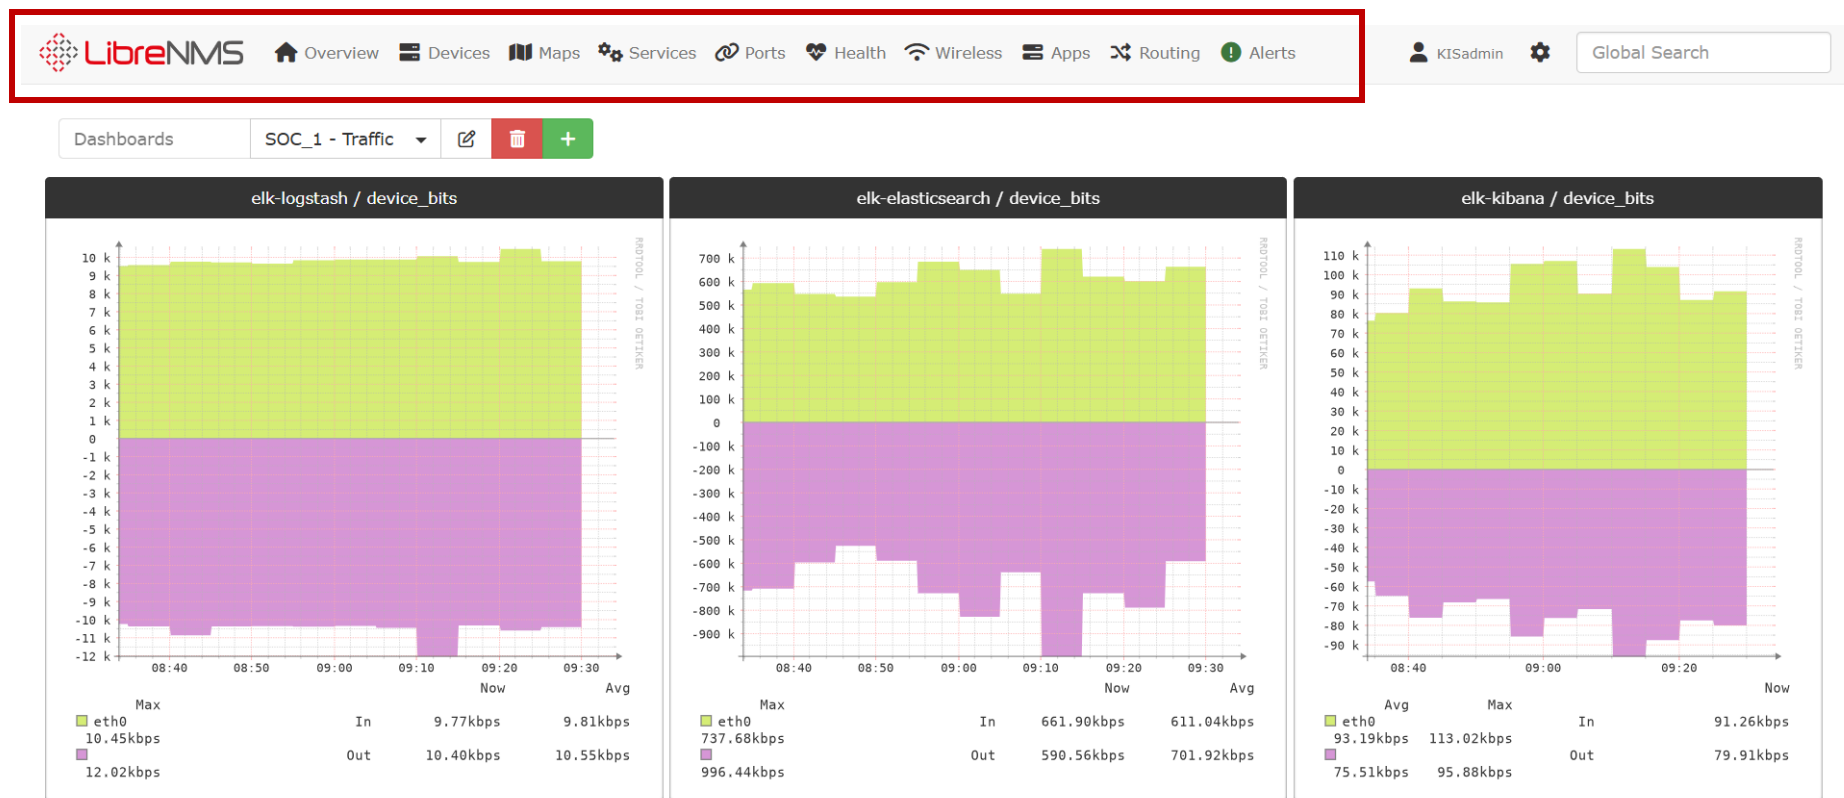 LibreNMS Overview Devices Maps Services Ports Health Wireless Apps Routing Alerts KISadmin Global Search
Dashboards SOC_1 - Traffic
elk-logstash / device_bits
10 k
9 k
8 k
7 k
6 k
5 k
4 k
3 k
2 k
1 k
0
-1 k
-2 k
-3 k
-4 k
-5 k
-6 k
-7 k
-8 k
-9 k
-10 k
-11 k
-12 k
08:40 08:50 09:00 09:10 09:20 09:30
RRDTOOL / TOBI OETIKER
Now Avg
Max
eth0 In 9.77kbps 9.81kbps
10.45kbps
Out 10.40kbps 10.55kbps
12.02kbps
elk-elasticsearch / device_bits
700 k
600 k
500 k
400 k
300 k
200 k
100 k
0
-100 k
-200 k
-300 k
-400 k
-500 k
-600 k
-700 k
-800 k
-900 k
08:40 08:50 09:00 09:10 09:20 09:30
RRDTOOL / TOBI OETIKER
Now Avg
Max
eth0 In 661.90kbps 611.04kbps
737.68kbps
Out 590.56kbps 701.92kbps
996.44kbps
elk-kibana / device_bits
110 k
100 k
90 k
80 k
70 k
60 k
50 k
40 k
30 k
20 k
10 k
0
-10 k
-20 k
-30 k
-40 k
-50 k
-60 k
-70 k
-80 k
-90 k
08:40 09:00 09:20
RRDTOOL / TOBI OETIKER
Now
Avg Max
eth0 In 91.26kbps
93.19kbps 113.02kbps
Out 79.91kbps
75.51kbps 95.88kbps